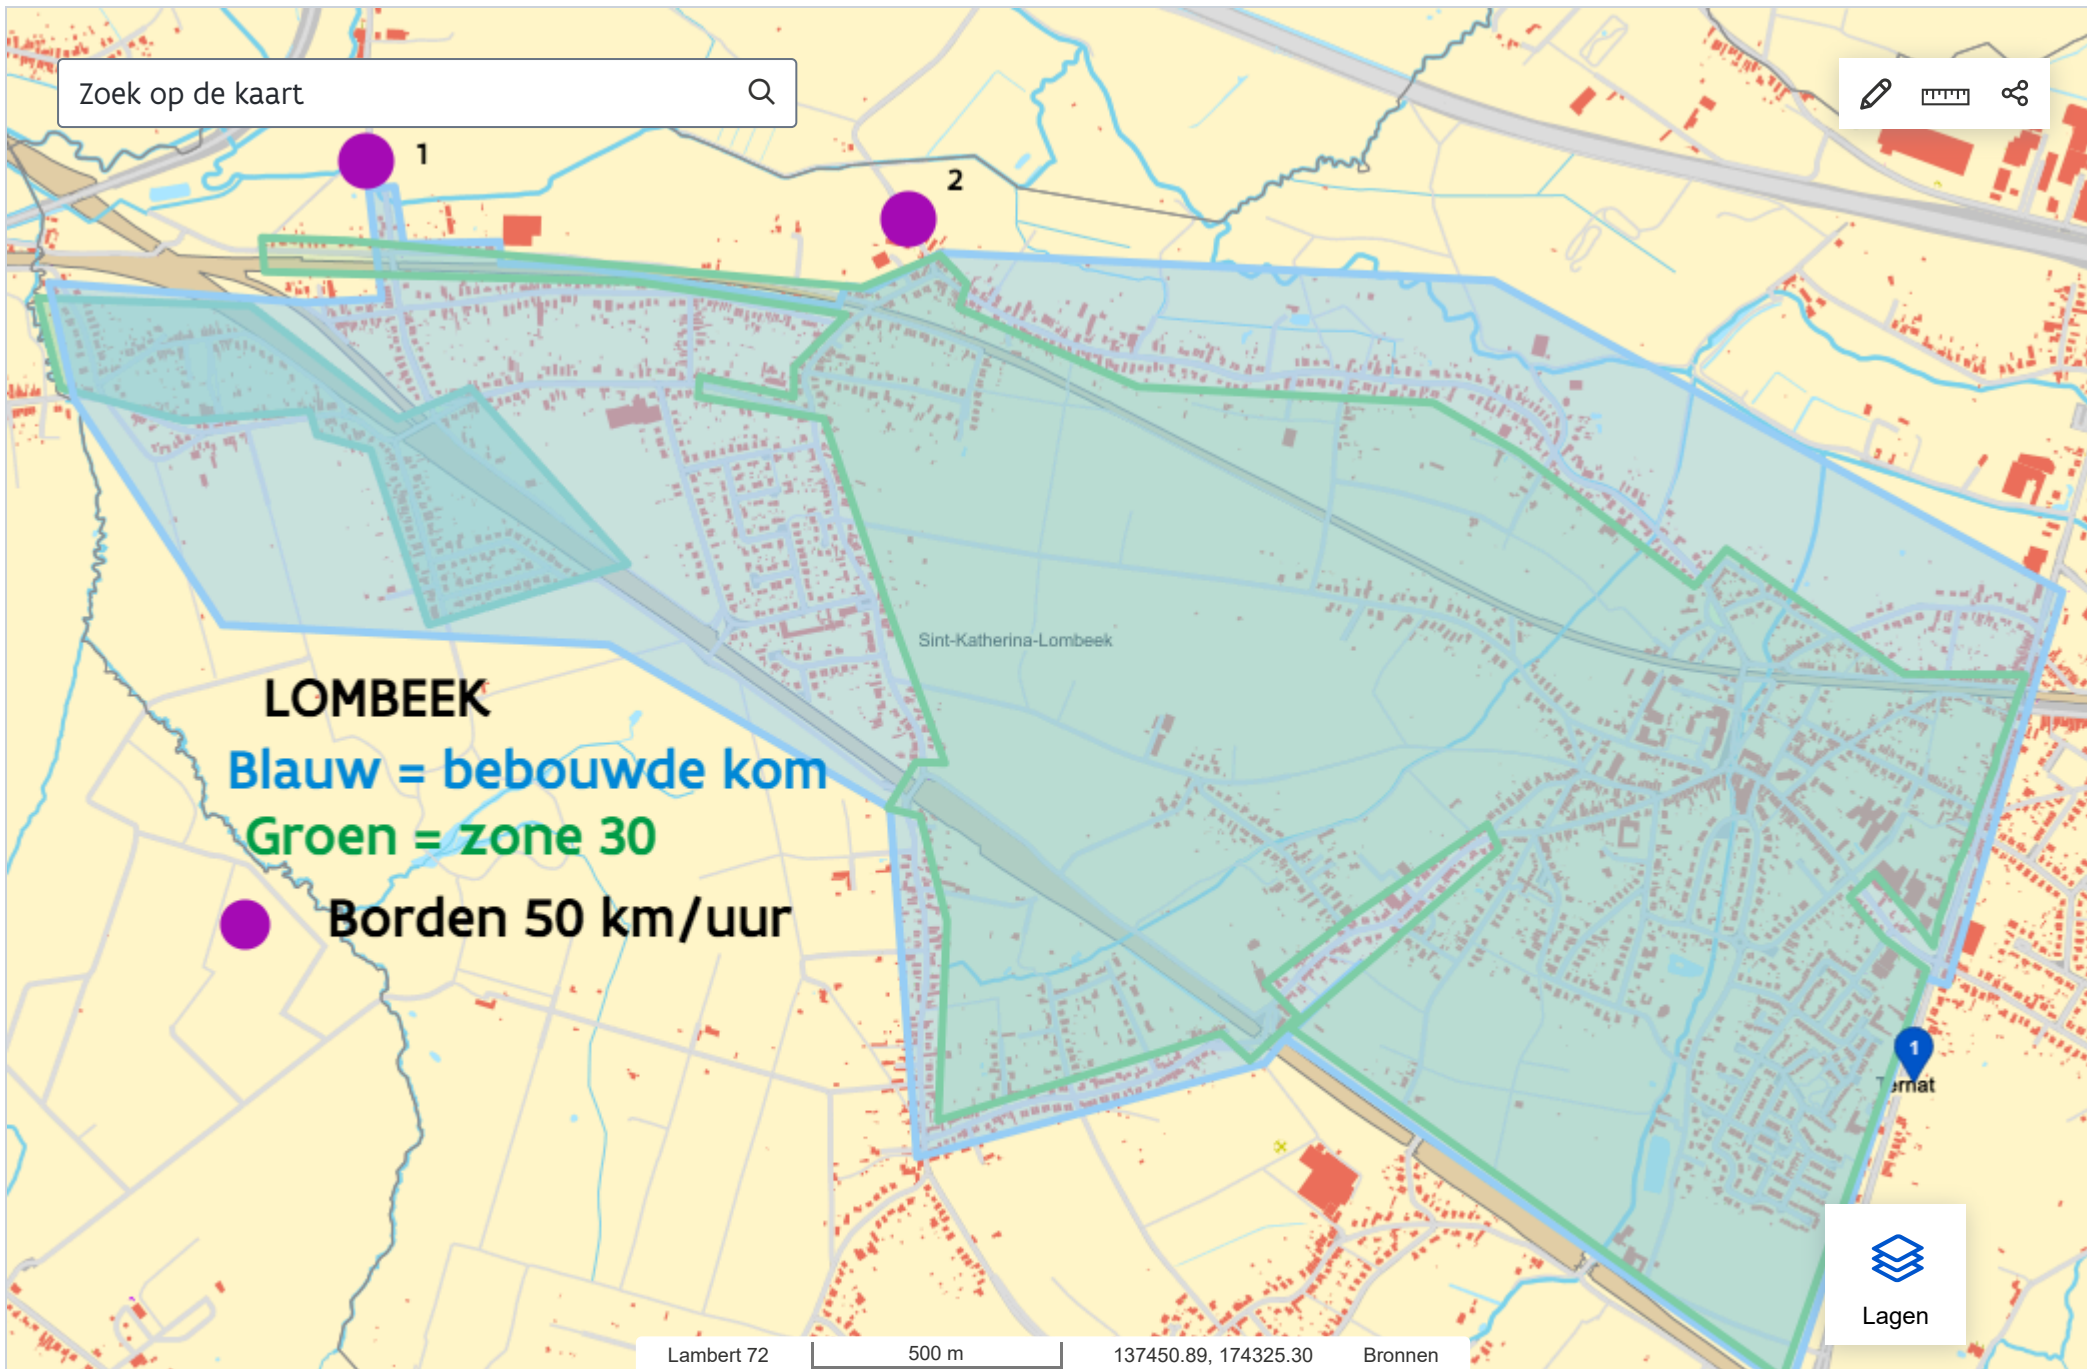 Zoek op de kaart
1
2
Sint-Katherina-Lombeek
LOMBEEK
Blauw = bebouwde kom
Groen = zone 30
Borden 50 km/uur
1
Ternat
Lagen
Lambert 72
500 m
137450.89, 174325.30
Bronnen